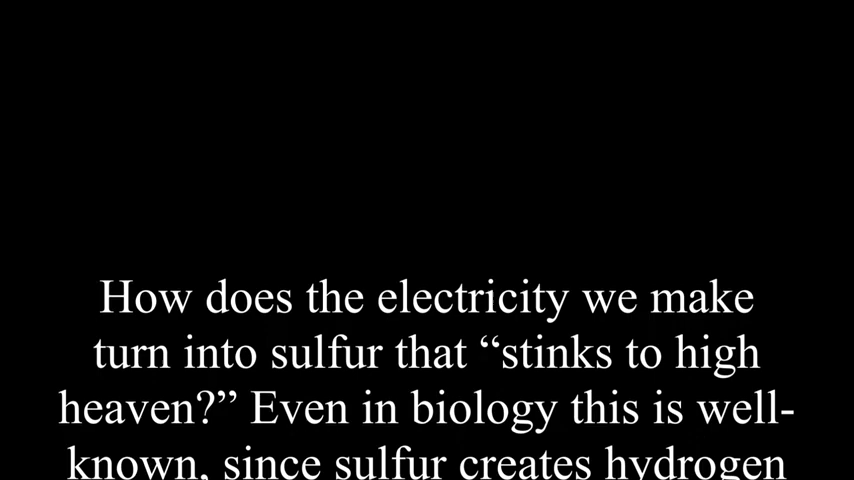 How does the electricity we make
turn into sulfur that “stinks to high
heaven?” Even in biology this is well-
known, since sulfur creates hydrogen